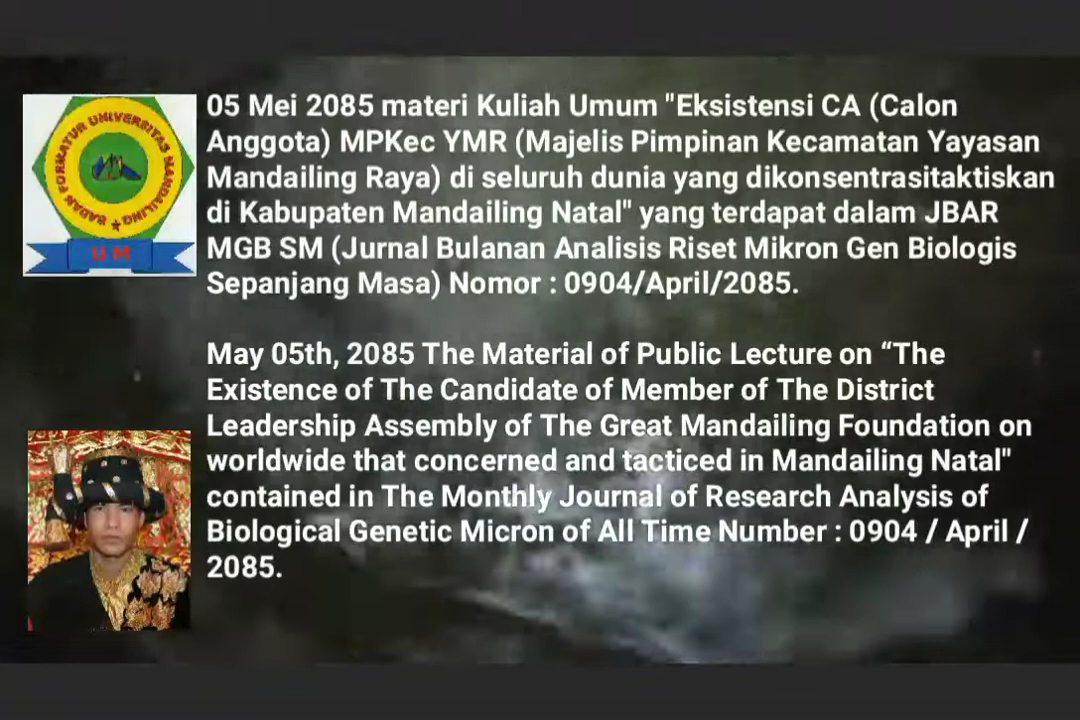 BADAN FORMATUR UNIVERSITAS MANDAILING
U M
05 Mei 2085 materi Kuliah Umum "Eksistensi CA (Calon
Anggota) MPKec YMR (Majelis Pimpinan Kecamatan Yayasan
Mandailing Raya) di seluruh dunia yang dikonsentrasitaktiskan
di Kabupaten Mandailing Natal" yang terdapat dalam JBAR
MGB SM (Jurnal Bulanan Analisis Riset Mikron Gen Biologis
Sepanjang Masa) Nomor : 0904/April/2085.
May 05th, 2085 The Material of Public Lecture on “The
Existence of The Candidate of Member of The District
Leadership Assembly of The Great Mandailing Foundation on
worldwide that concerned and tacticed in Mandailing Natal"
contained in The Monthly Journal of Research Analysis of
Biological Genetic Micron of All Time Number : 0904 / April /
2085.